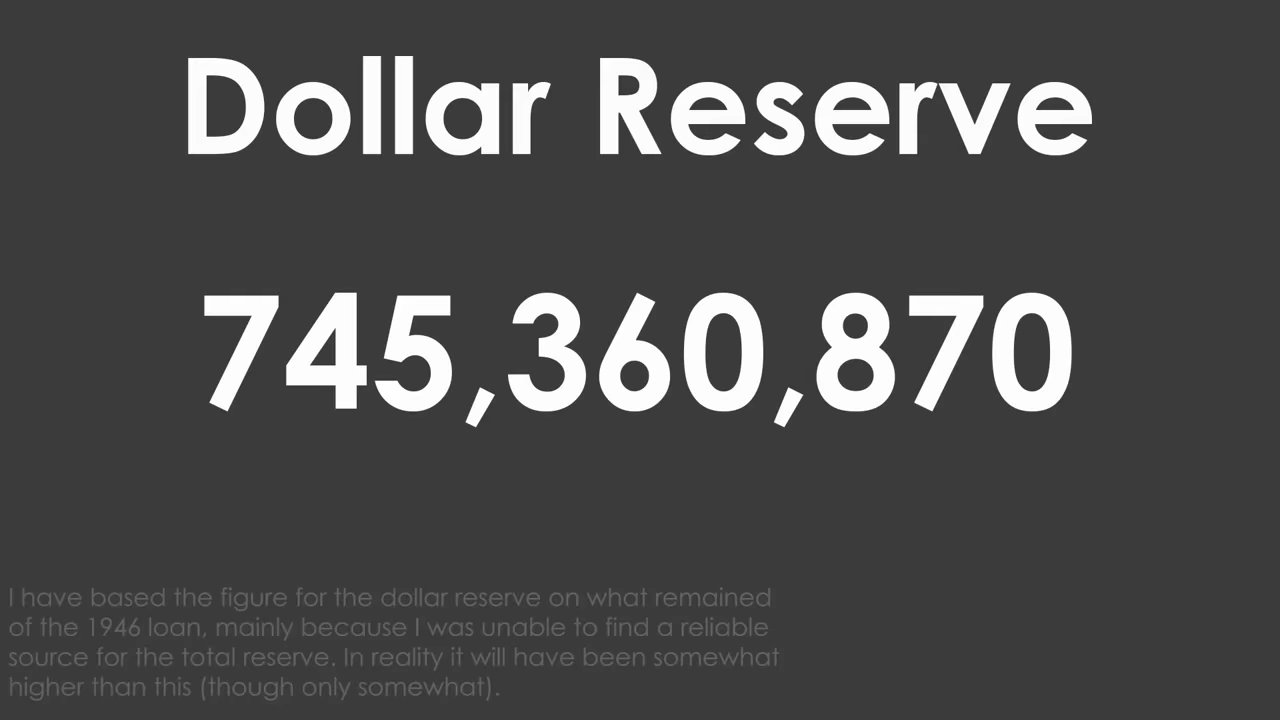 Dollar Reserve
745,360,870
I have based the figure for the dollar reserve on what remained
of the 1946 loan, mainly because I was unable to find a reliable
source for the total reserve. In reality it will have been somewhat
higher than this (though only somewhat).